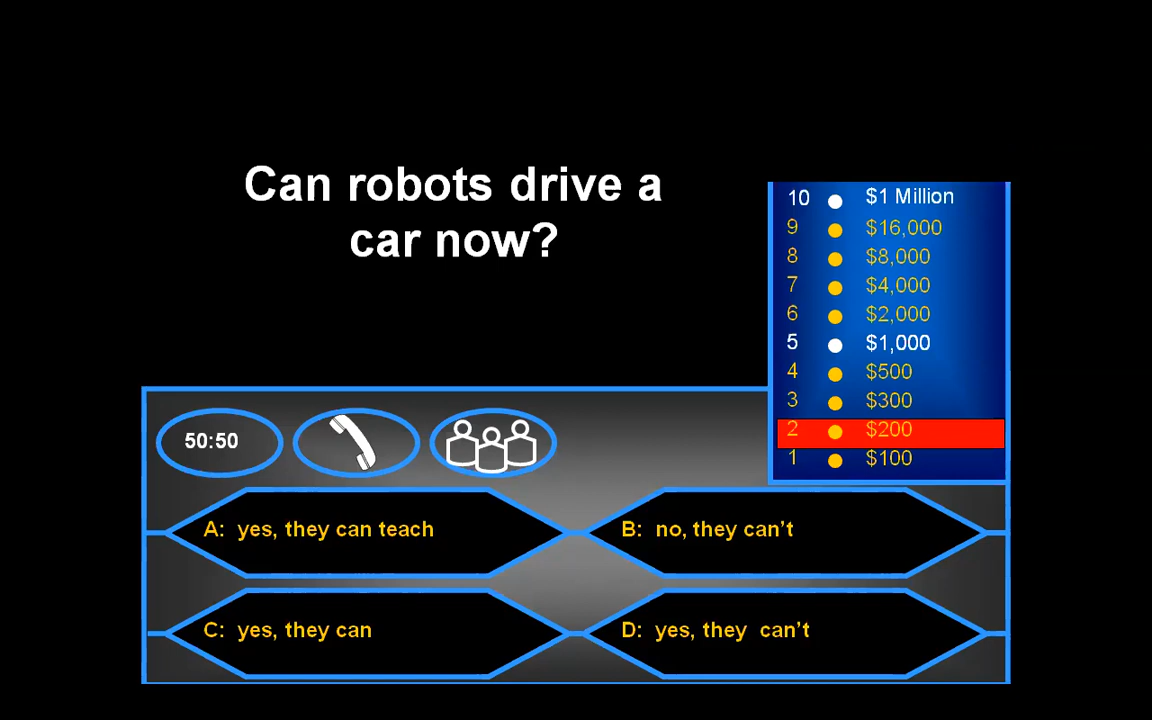 Can robots drive a
car now?
10 $1 Million
9 $16,000
8 $8,000
7 $4,000
6 $2,000
5 $1,000
4 $500
3 $300
2 $200
1 $100
50:50
A: yes, they can teach
B: no, they can’t
C: yes, they can
D: yes, they can’t